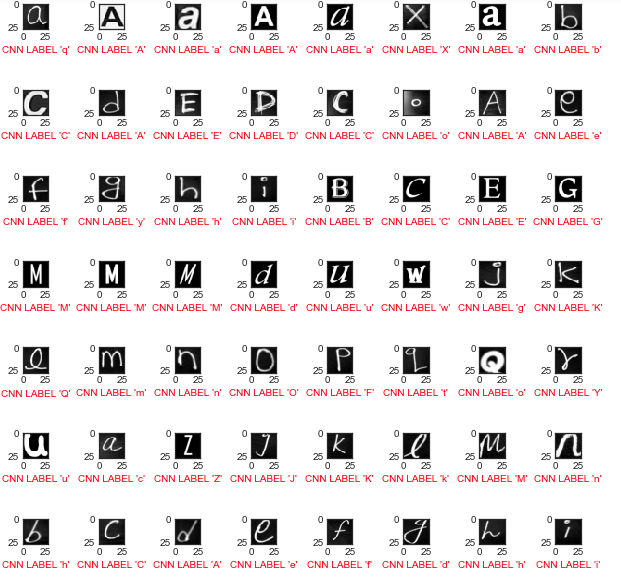 0 a 0 A 0 a 0 A 0 a 0 X 0 a 0 b
25 25 25 25 25 25 25 25
0 25 0 25 0 25 0 25 0 25 0 25 0 25 0 25
CNN LABEL 'q' CNN LABEL 'A' CNN LABEL 'a' CNN LABEL 'A' CNN LABEL 'a' CNN LABEL 'X' CNN LABEL 'a' CNN LABEL 'b'
0 C 0 d 0 E 0 D 0 C 0 o 0 A 0 e
25 25 25 25 25 25 25 25
0 25 0 25 0 25 0 25 0 25 0 25 0 25 0 25
CNN LABEL 'C' CNN LABEL 'A' CNN LABEL 'E' CNN LABEL 'D' CNN LABEL 'C' CNN LABEL 'o' CNN LABEL 'A' CNN LABEL 'e'
0 f 0 g 0 h 0 i 0 B 0 C 0 E 0 G
25 25 25 25 25 25 25 25
0 25 0 25 0 25 0 25 0 25 0 25 0 25 0 25
CNN LABEL 'f' CNN LABEL 'y' CNN LABEL 'h' CNN LABEL 'i' CNN LABEL 'B' CNN LABEL 'C' CNN LABEL 'E' CNN LABEL 'G'
0 M 0 M 0 M 0 d 0 u 0 w 0 j 0 k
25 25 25 25 25 25 25 25
0 25 0 25 0 25 0 25 0 25 0 25 0 25 0 25
CNN LABEL 'M' CNN LABEL 'M' CNN LABEL 'M' CNN LABEL 'd' CNN LABEL 'u' CNN LABEL 'w' CNN LABEL 'g' CNN LABEL 'K'
0 0 m 0 n 0 O 0 P 0 q 0 Q 0 r
25 25 25 25 25 25 25 25
0 25 0 25 0 25 0 25 0 25 0 25 0 25 0 25
CNN LABEL 'Q' CNN LABEL 'm' CNN LABEL 'n' CNN LABEL 'O' CNN LABEL 'F' CNN LABEL 't' CNN LABEL 'o' CNN LABEL 'Y'
0 u 0 a 0 Z 0 J 0 K 0 l 0 M 0 n
25 25 25 25 25 25 25 25
0 25 0 25 0 25 0 25 0 25 0 25 0 25 0 25
CNN LABEL 'u' CNN LABEL 'c' CNN LABEL 'Z' CNN LABEL 'J' CNN LABEL 'K' CNN LABEL 'k' CNN LABEL 'M' CNN LABEL 'n'
0 b 0 C 0 d 0 e 0 f 0 g 0 h 0 i
25 25 25 25 25 25 25 25
0 25 0 25 0 25 0 25 0 25 0 25 0 25 0 25
CNN LABEL 'h' CNN LABEL 'C' CNN LABEL 'A' CNN LABEL 'e' CNN LABEL 'f' CNN LABEL 'd' CNN LABEL 'h' CNN LABEL 'i'